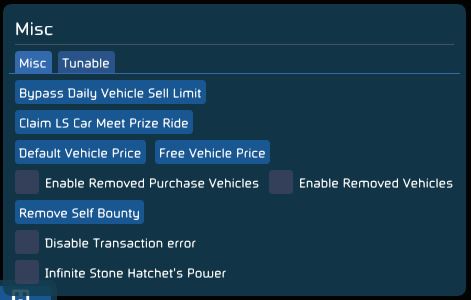 Misc
Misc Tunable
Bypass Daily Vehicle Sell Limit
Claim LS Car Meet Prize Ride
Default Vehicle Price Free Vehicle Price
Enable Removed Purchase Vehicles Enable Removed Vehicles
Remove Self Bounty
Disable Transaction error
Infinite Stone Hatchet's Power